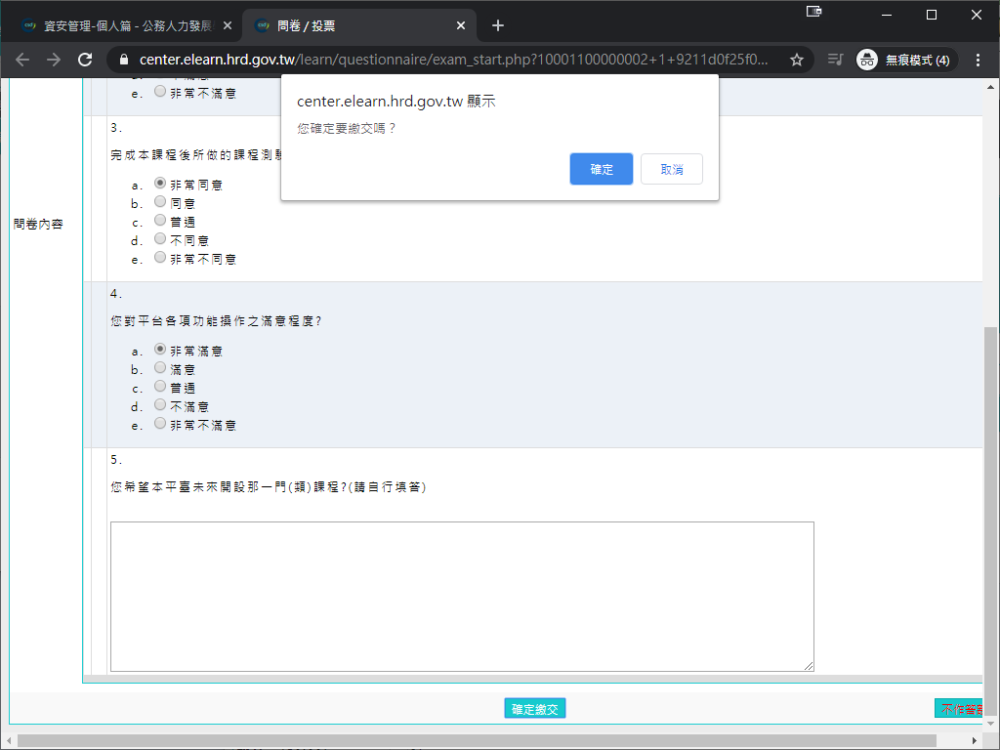 資安管理-個人篇 - 公務人力發展
問卷 / 投票
center.elearn.hrd.gov.tw/learn/questionnaire/exam_start.php?10001100000002+1+9211d0f25f0...
無痕模式 (4)
center.elearn.hrd.gov.tw 顯示
您確定要繳交嗎？
確定
取消
e. 非常不滿意
3.
完成本課程後所做的課程測驗
a. 非常同意
b. 同意
c. 普通
d. 不同意
e. 非常不同意
問卷內容
4.
您對平台各項功能操作之滿意程度?
a. 非常滿意
b. 滿意
c. 普通
d. 不滿意
e. 非常不滿意
5.
您希望本平臺未來開設那一門(類)課程?(請自行填答)
確定繳交
不作答